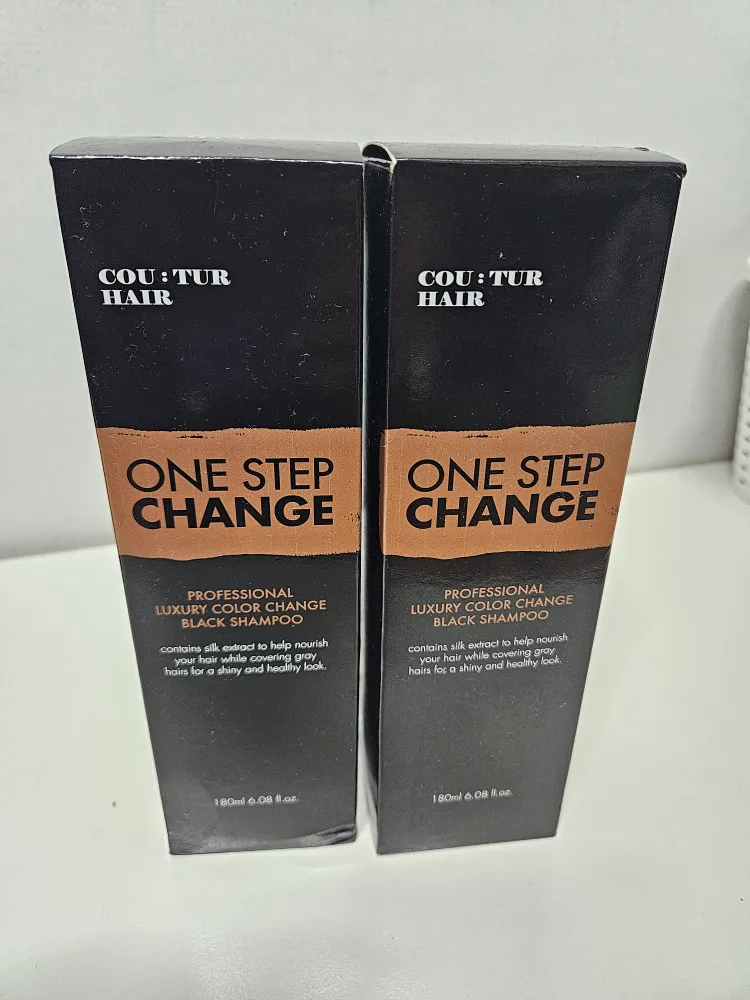 COU : TUR
HAIR
ONE STEP
CHANGE
PROFESSIONAL
LUXURY COLOR CHANGE
BLACK SHAMPOO
contains silk extract to help nourish
your hair while covering gray
hairs for a shiny and healthy look.
180ml 6.08 fl.oz.
COU : TUR
HAIR
ONE STEP
CHANGE
PROFESSIONAL
LUXURY COLOR CHANGE
BLACK SHAMPOO
contains silk extract to help nourish
your hair while covering gray
hairs for a shiny and healthy look.
180ml 6.08 fl.oz.